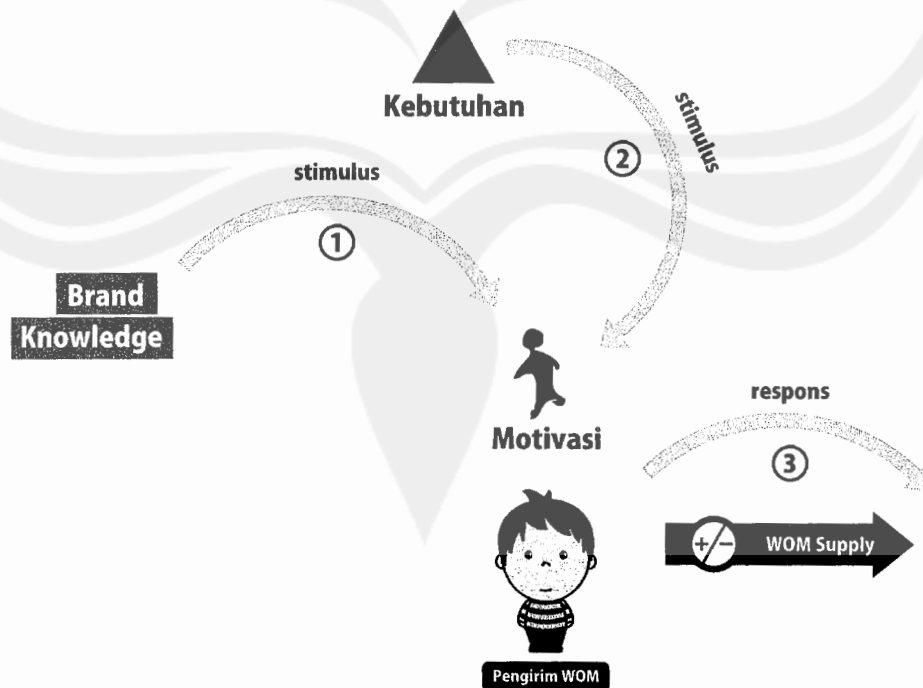 Kebutuhan
stimulus
2
stimulus
1
Brand
Knowledge
Motivasi
respons
3
+/−
WOM Supply
Pengirim WOM